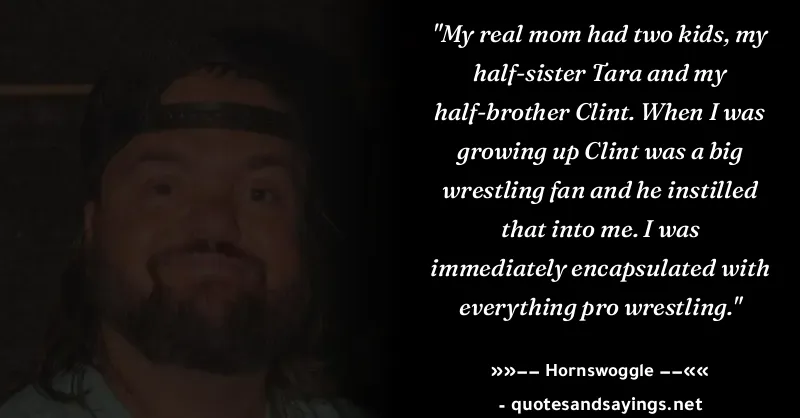 "My real mom had two kids, my
half-sister Tara and my
half-brother Clint. When I was
growing up Clint was a big
wrestling fan and he instilled
that into me. I was
immediately encapsulated with
everything pro wrestling."
»»−− Hornswoggle −−««
- quotesandsayings.net